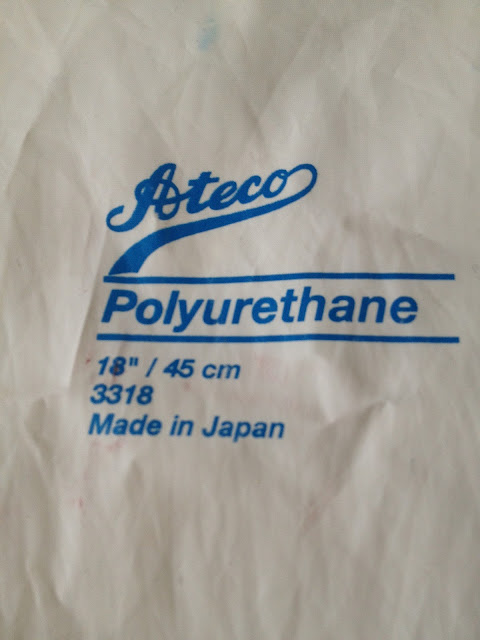 Ateco
Polyurethane
18" / 45 cm
3318
Made in Japan